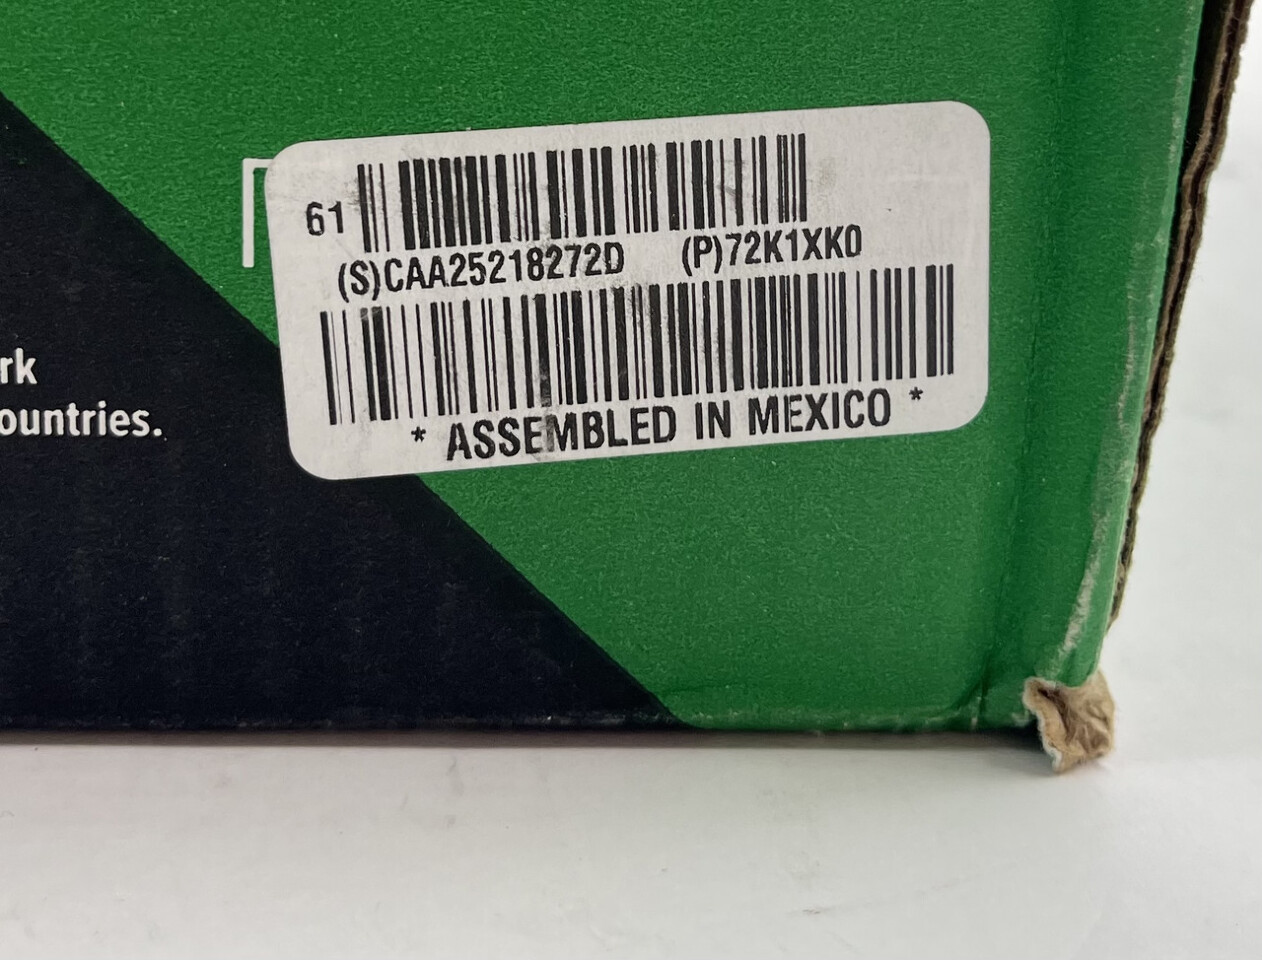 61
(S)CAA25218272D (P)72K1XK0
* ASSEMBLED IN MEXICO *
rk
ountries.